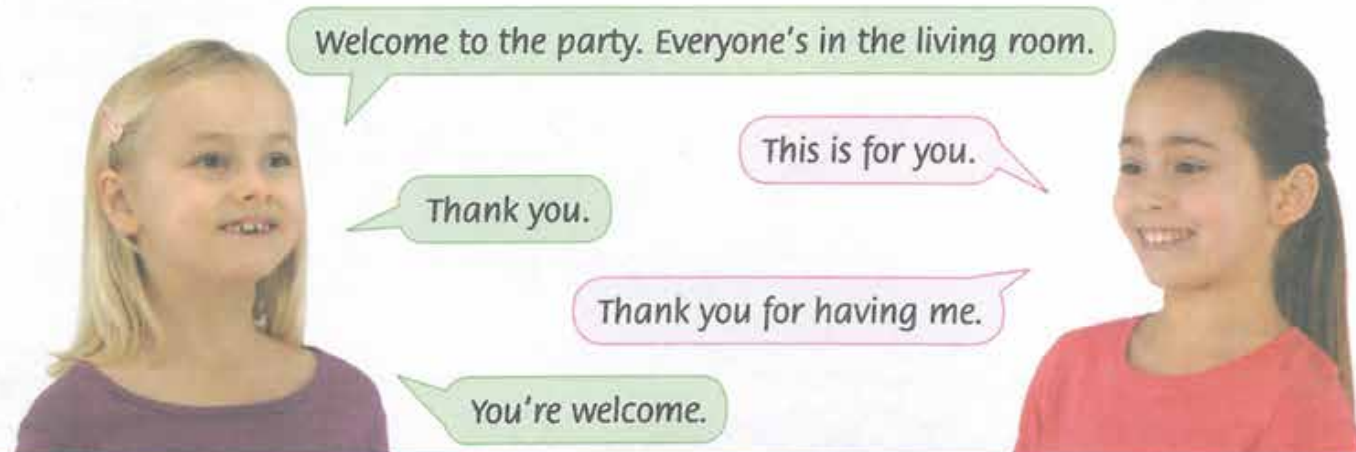 Welcome to the party. Everyone's in the living room.
This is for you.
Thank you.
Thank you for having me.
You're welcome.